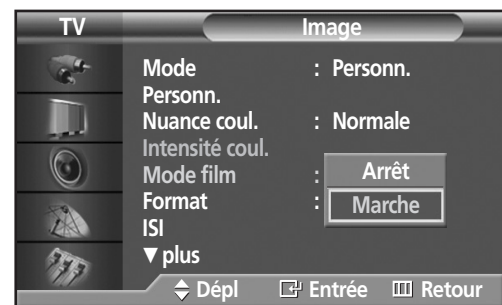 TV Image
Mode : Personn.
Personn.
Nuance coul. : Normale
Intensité coul.
Mode film : Arrêt
Format : Marche
ISI
▼plus
Dépl Entrée Retour